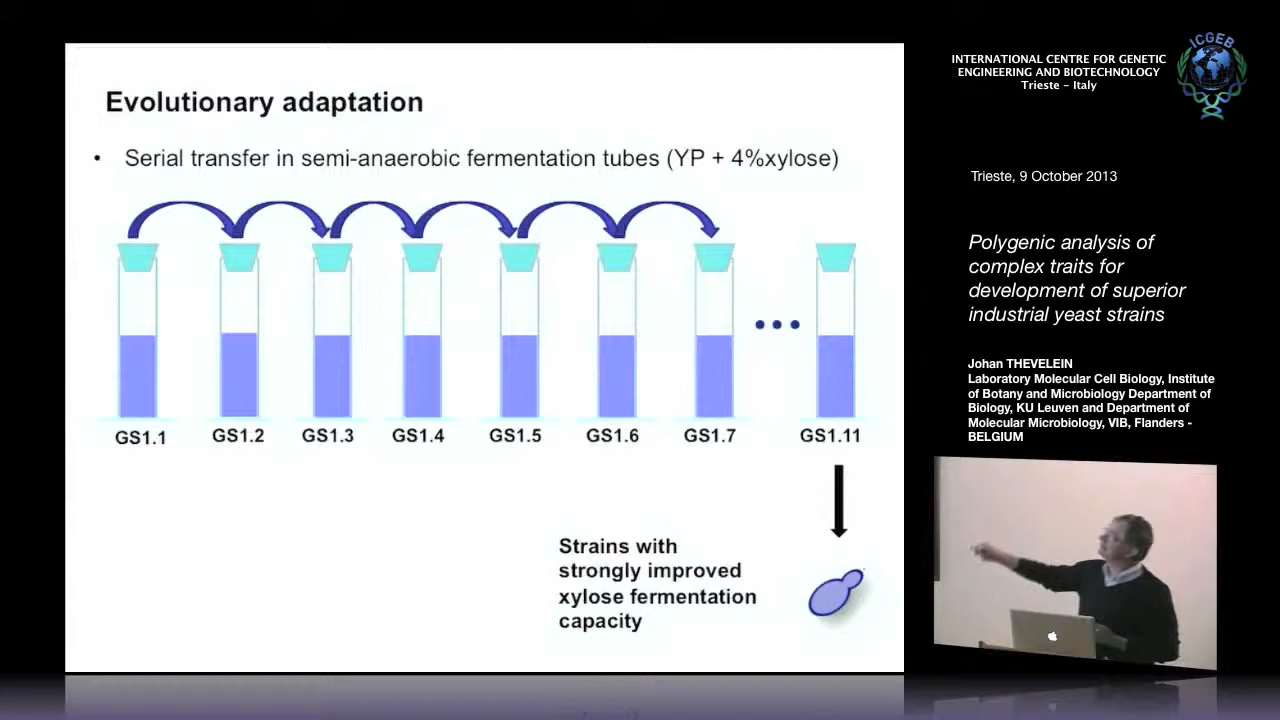 Evolutionary adaptation
• Serial transfer in semi-anaerobic fermentation tubes (YP + 4%xylose)
GS1.1 GS1.2 GS1.3 GS1.4 GS1.5 GS1.6 GS1.7 GS1.11
Strains with
strongly improved
xylose fermentation
capacity
INTERNATIONAL CENTRE FOR GENETIC
ENGINEERING AND BIOTECHNOLOGY
Trieste - Italy
ICGEB
Trieste, 9 October 2013
Polygenic analysis of
complex traits for
development of superior
industrial yeast strains
Johan THEVELEIN
Laboratory Molecular Cell Biology, Institute
of Botany and Microbiology Department of
Biology, KU Leuven and Department of
Molecular Microbiology, VIB, Flanders -
BELGIUM